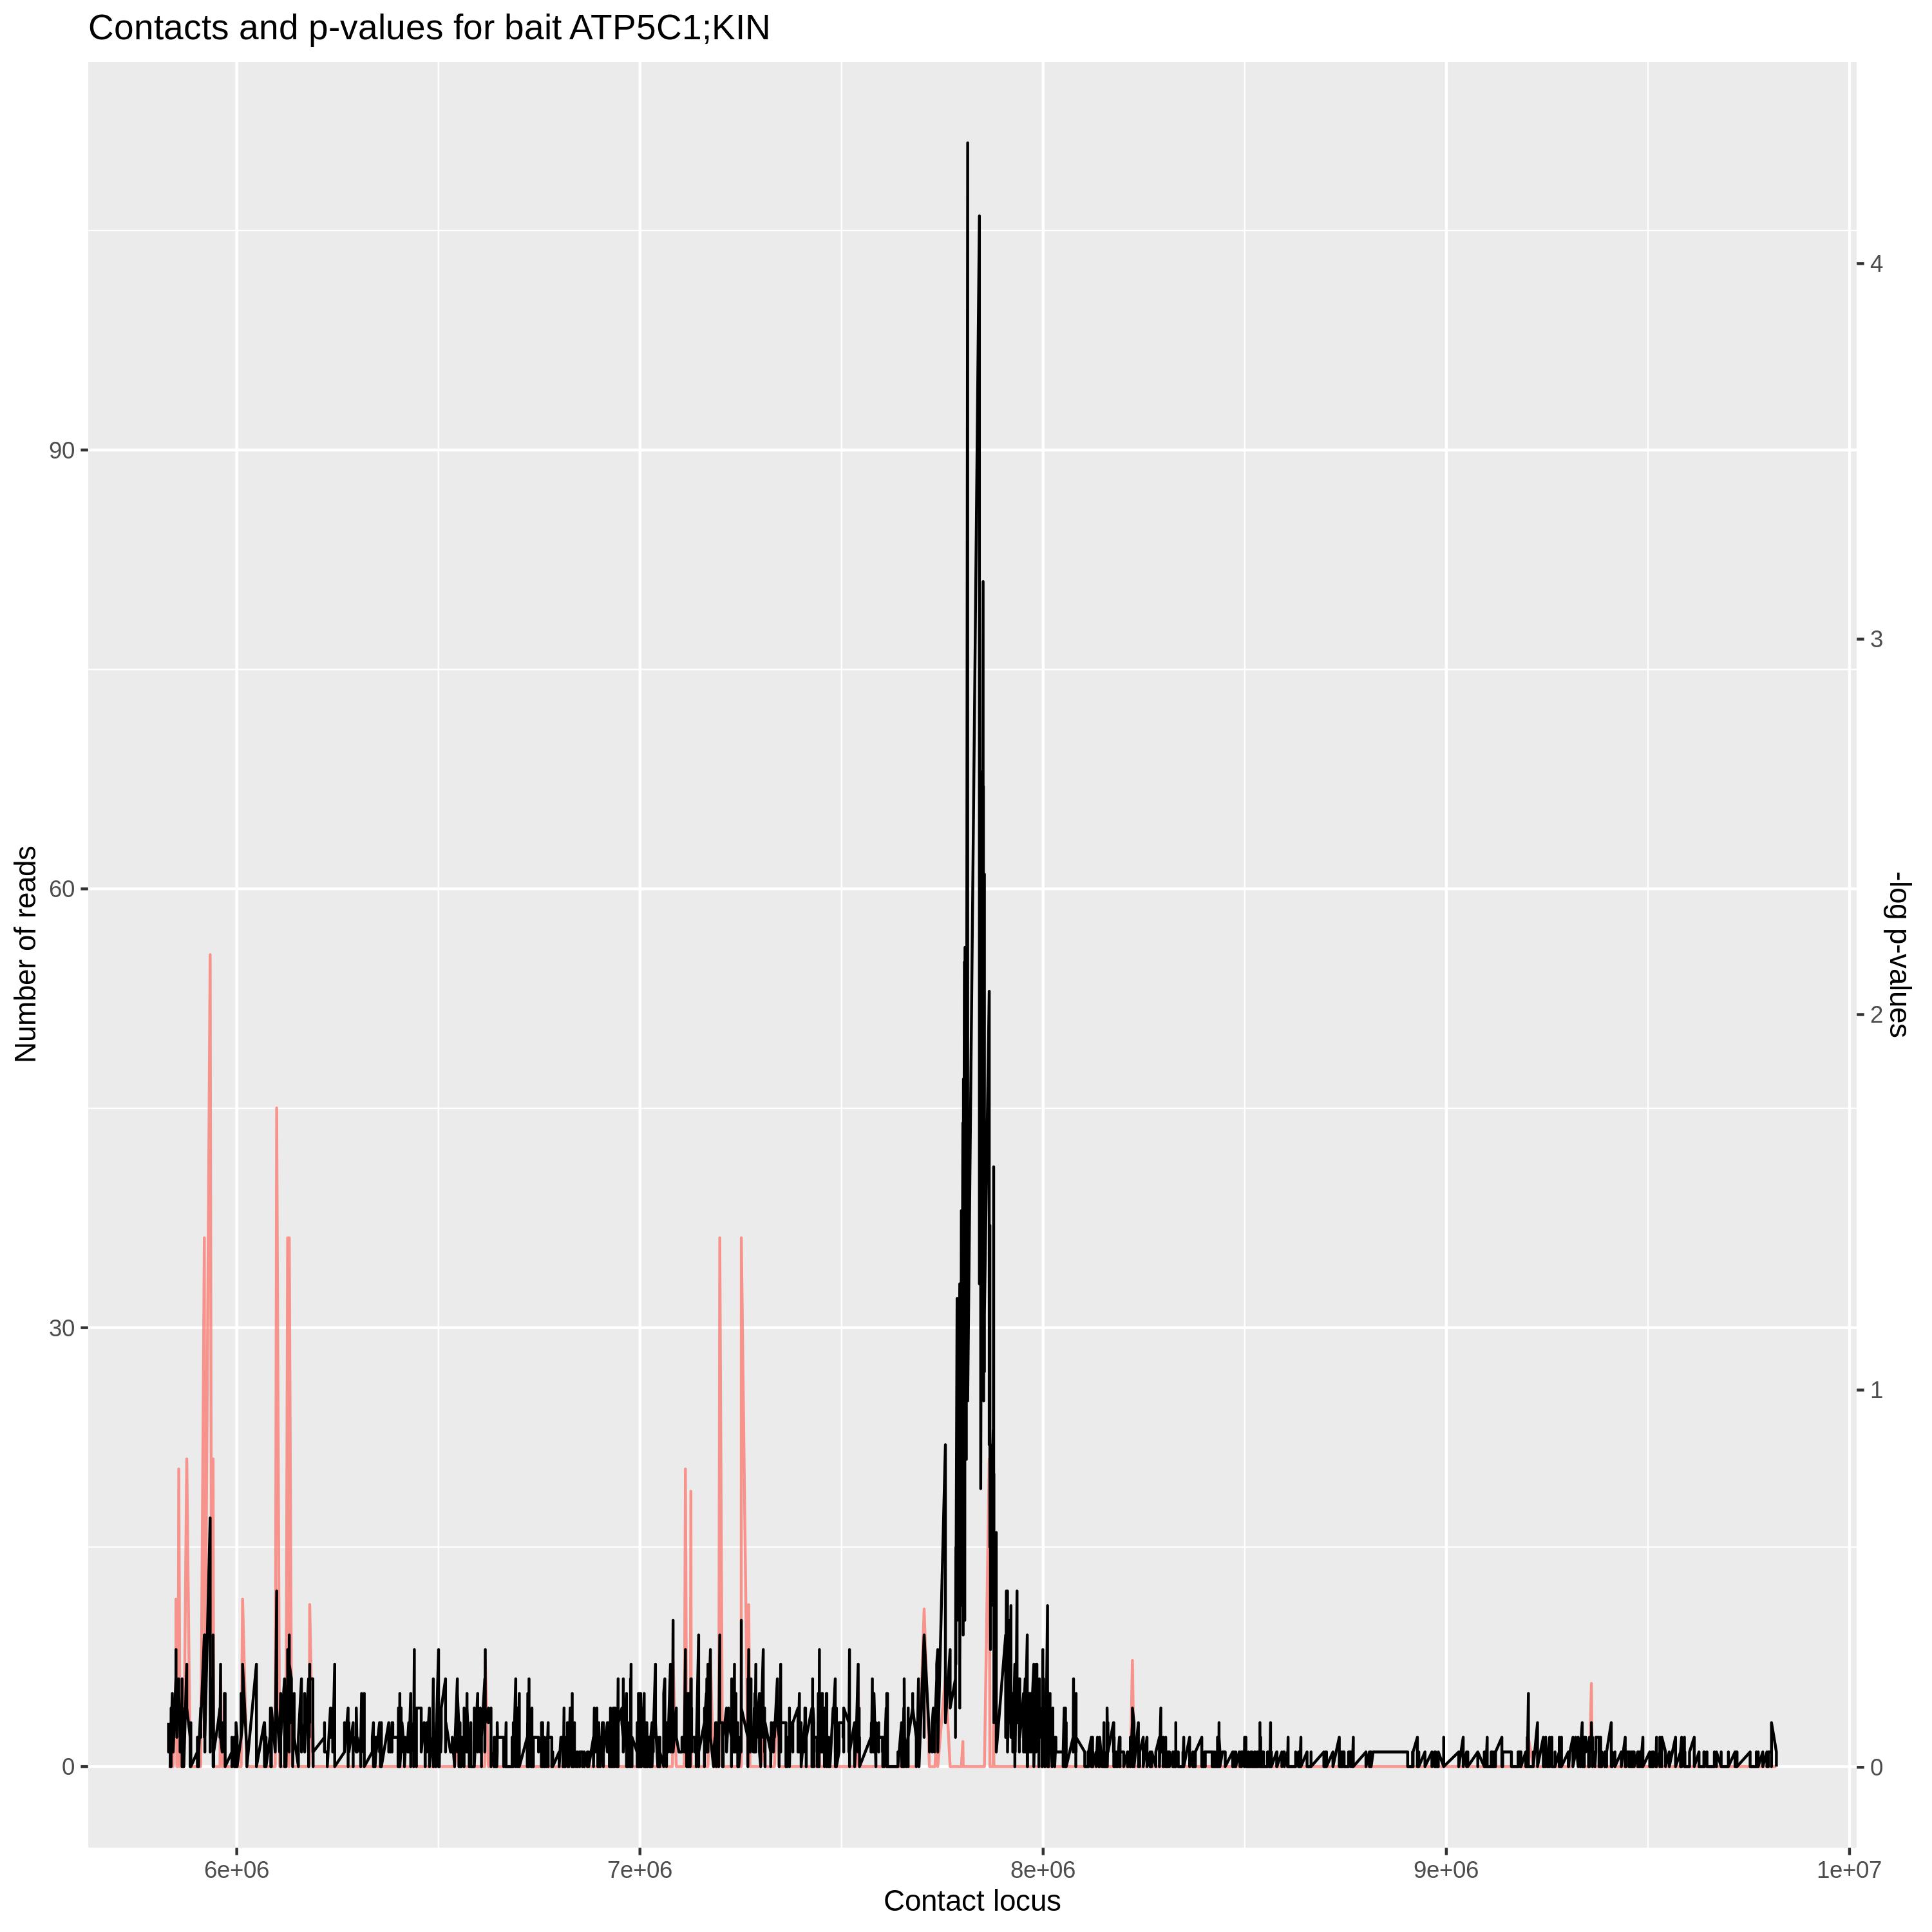 Contacts and p-values for bait ATP5C1;KIN
Number of reads
90
60
30
0
4
3
2
1
0
-log p-values
6e+06 7e+06 8e+06 9e+06 1e+07
Contact locus